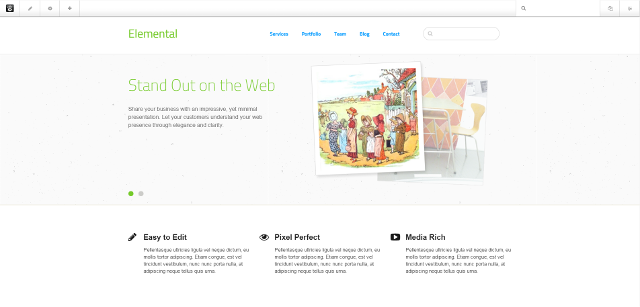 Elemental
Services Portfolio Team Blog Contact
Stand Out on the Web
Share your business with an impressive, yet minimal
presentation. Let your customers understand your web
presence through elegance and clarity.
Easy to Edit
Pellentesque ultricies ligula vel neque dictum, eu
mollis tortor adipiscing. Etiam congue, est vel
tincidunt vestibulum, nunc nunc porta nulla, at
adipiscing neque tellus quis urna.
Pixel Perfect
Pellentesque ultricies ligula vel neque dictum, eu
mollis tortor adipiscing. Etiam congue, est vel
tincidunt vestibulum, nunc nunc porta nulla, at
adipiscing neque tellus quis urna.
Media Rich
Pellentesque ultricies ligula vel neque dictum, eu
mollis tortor adipiscing. Etiam congue, est vel
tincidunt vestibulum, nunc nunc porta nulla, at
adipiscing neque tellus quis urna.